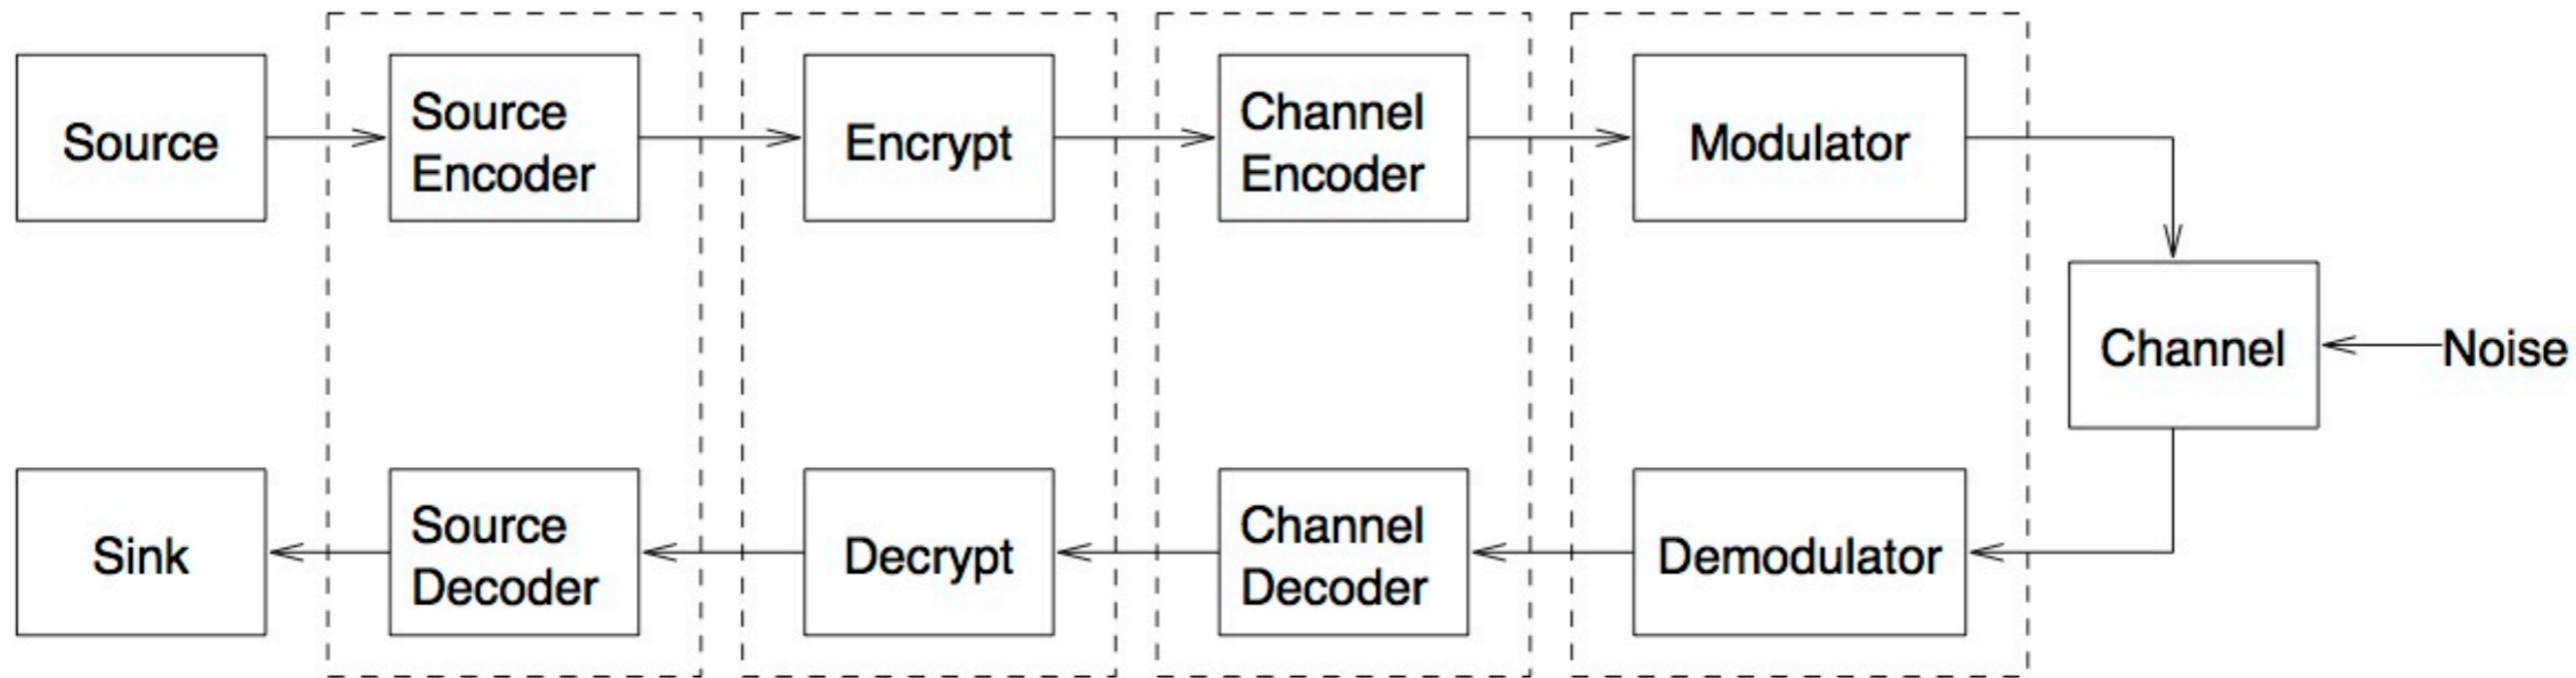 Source
Source
Encoder
Encrypt
Channel
Encoder
Modulator
Channel
Noise
Sink
Source
Decoder
Decrypt
Channel
Decoder
Demodulator